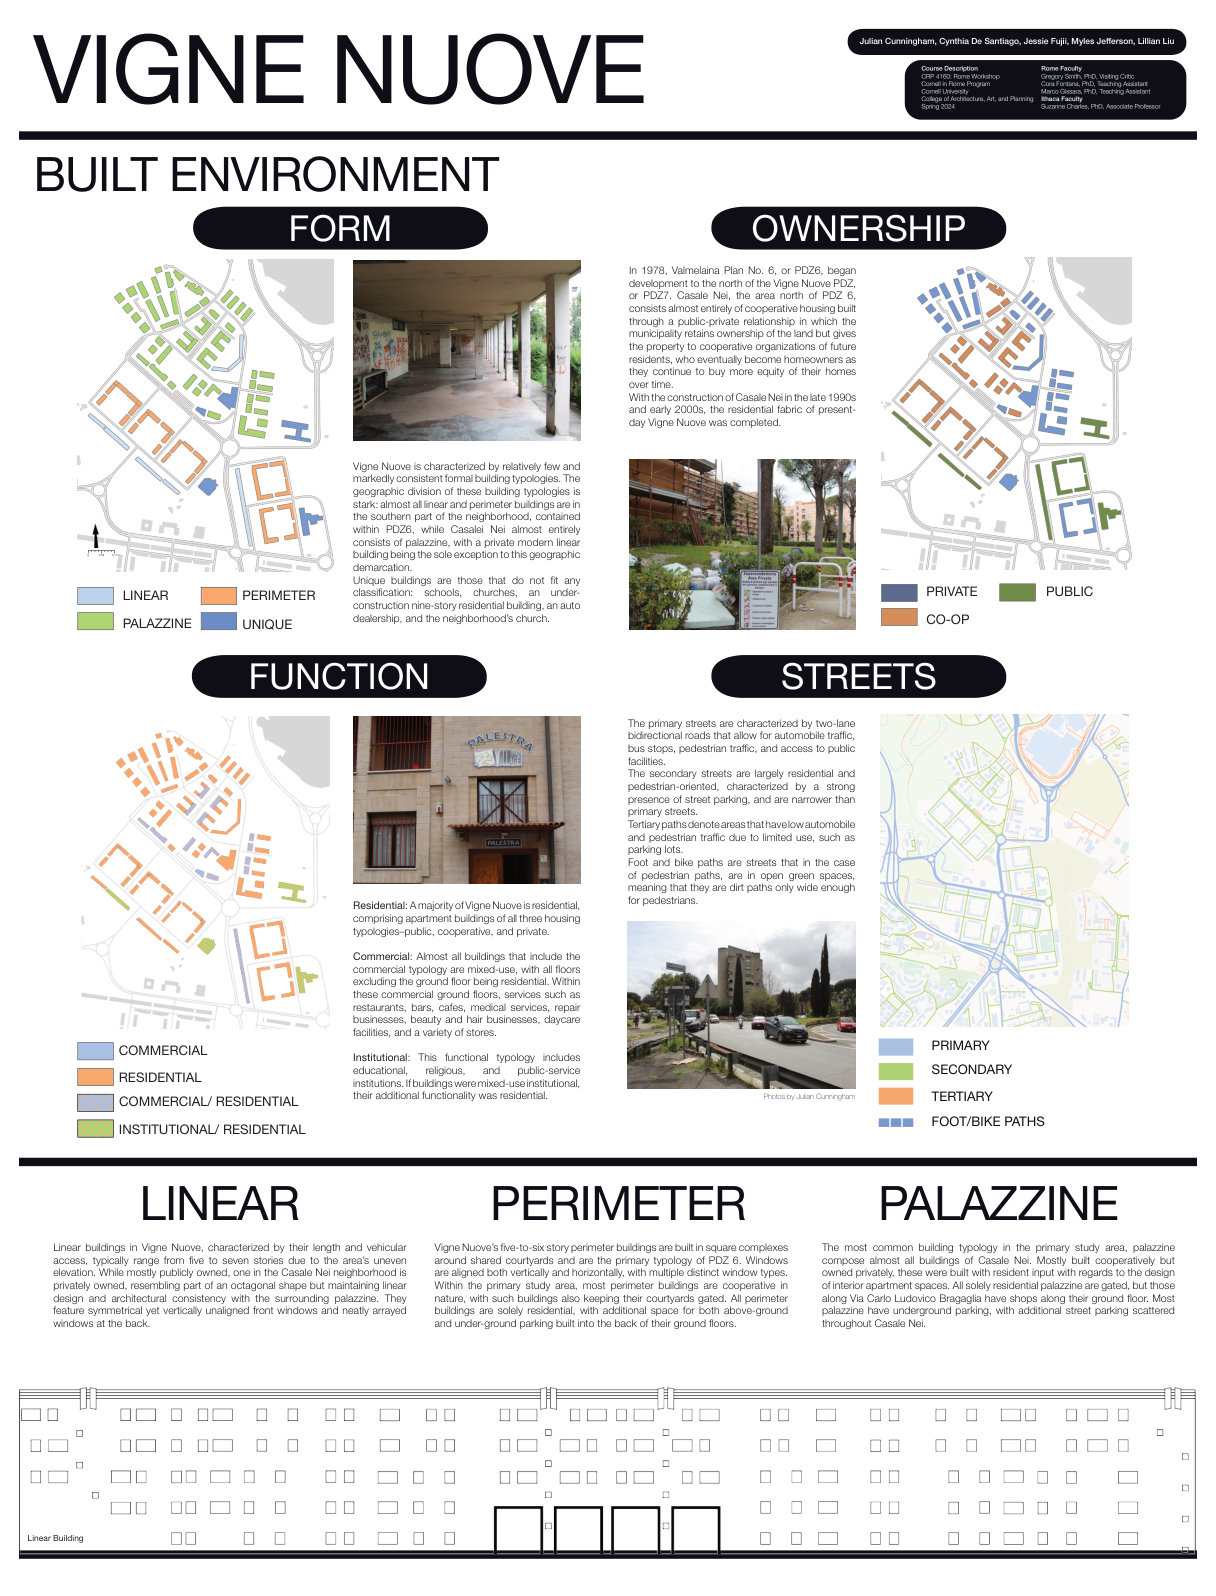 VIGNE NUOVE
Julian Cunningham, Cynthia De Santiago, Jessie Fujii, Myles Jefferson, Lillian Liu
Course Description
CRP 4160: Rome Workshop
Cornell in Rome Program
Cornell University
College of Architecture, Art, and Planning
Spring 2024
Rome Faculty
Gregory Smith, PhD, Visiting Critic
Cora Fontana, PhD, Teaching Assistant
Marco Gissara, PhD, Teaching Assistant
Ithaca Faculty
Suzanne Charles, PhD, Associate Professor
BUILT ENVIRONMENT
FORM
Vigne Nuove is characterized by relatively few and
markedly consistent formal building typologies. The
geographic division of these building typologies is
stark: almost all linear and perimeter buildings are in
the southern part of the neighborhood, contained
within PDZ6, while Casalei Nei almost entirely
consists of palazzine, with a private modern linear
building being the sole exception to this geographic
demarcation.
Unique buildings are those that do not fit any
classification: schools, churches, an under-
construction nine-story residential building, an auto
dealership, and the neighborhood's church.
LINEAR
PERIMETER
PALAZZINE
UNIQUE
OWNERSHIP
In 1978, Valmelaina Plan No. 6, or PDZ6, began
development to the north of the Vigne Nuove PDZ,
or PDZ7. Casale Nei, the area north of PDZ 6,
consists almost entirely of cooperative housing built
through a public-private relationship in which the
municipality retains ownership of the land but gives
the property to cooperative organizations of future
residents, who eventually become homeowners as
they continue to buy more equity of their homes
over time.
With the construction of Casale Nei in the late 1990s
and early 2000s, the residential fabric of present-
day Vigne Nuove was completed.
Area Privata
PRIVATE
PUBLIC
CO-OP
FUNCTION
PALESTRA
PALESTRA
Residential: A majority of Vigne Nuove is residential,
comprising apartment buildings of all three housing
typologies–public, cooperative, and private.
Commercial: Almost all buildings that include the
commercial typology are mixed-use, with all floors
excluding the ground floor being residential. Within
these commercial ground floors, services such as
restaurants, bars, cafes, medical services, repair
businesses, beauty and hair businesses, daycare
facilities, and a variety of stores.
Institutional: This functional typology includes
educational, religious, and public-service
institutions. If buildings were mixed-use institutional,
their additional functionality was residential.
COMMERCIAL
RESIDENTIAL
COMMERCIAL/ RESIDENTIAL
INSTITUTIONAL/ RESIDENTIAL
STREETS
The primary streets are characterized by two-lane
bidirectional roads that allow for automobile traffic,
bus stops, pedestrian traffic, and access to public
facilities.
The secondary streets are largely residential and
pedestrian-oriented, characterized by a strong
presence of street parking, and are narrower than
primary streets.
Tertiary paths denote areas that have low automobile
and pedestrian traffic due to limited use, such as
parking lots.
Foot and bike paths are streets that in the case
of pedestrian paths, are in open green spaces,
meaning that they are dirt paths only wide enough
for pedestrians.
Photos by Julian Cunningham
PRIMARY
SECONDARY
TERTIARY
FOOT/BIKE PATHS
LINEAR
Linear buildings in Vigne Nuove, characterized by their length and vehicular
access, typically range from five to seven stories due to the area's uneven
elevation. While mostly publicly owned, one in the Casale Nei neighborhood is
privately owned, resembling part of an octagonal shape but maintaining linear
design and architectural consistency with the surrounding palazzine. They
feature symmetrical yet vertically unaligned front windows and neatly arrayed
windows at the back.
PERIMETER
Vigne Nuove's five-to-six story perimeter buildings are built in square complexes
around shared courtyards and are the primary typology of PDZ 6. Windows
are aligned both vertically and horizontally, with multiple distinct window types.
Within the primary study area, most perimeter buildings are cooperative in
nature, with such buildings also keeping their courtyards gated. All perimeter
buildings are solely residential, with additional space for both above-ground
and under-ground parking built into the back of their ground floors.
PALAZZINE
The most common building typology in the primary study area, palazzine
compose almost all buildings of Casale Nei. Mostly built cooperatively but
owned privately, these were built with resident input with regards to the design
of interior apartment spaces. All solely residential palazzine are gated, but those
along Via Carlo Ludovico Bragaglia have shops along their ground floor. Most
palazzine have underground parking, with additional street parking scattered
throughout Casale Nei.
Linear Building